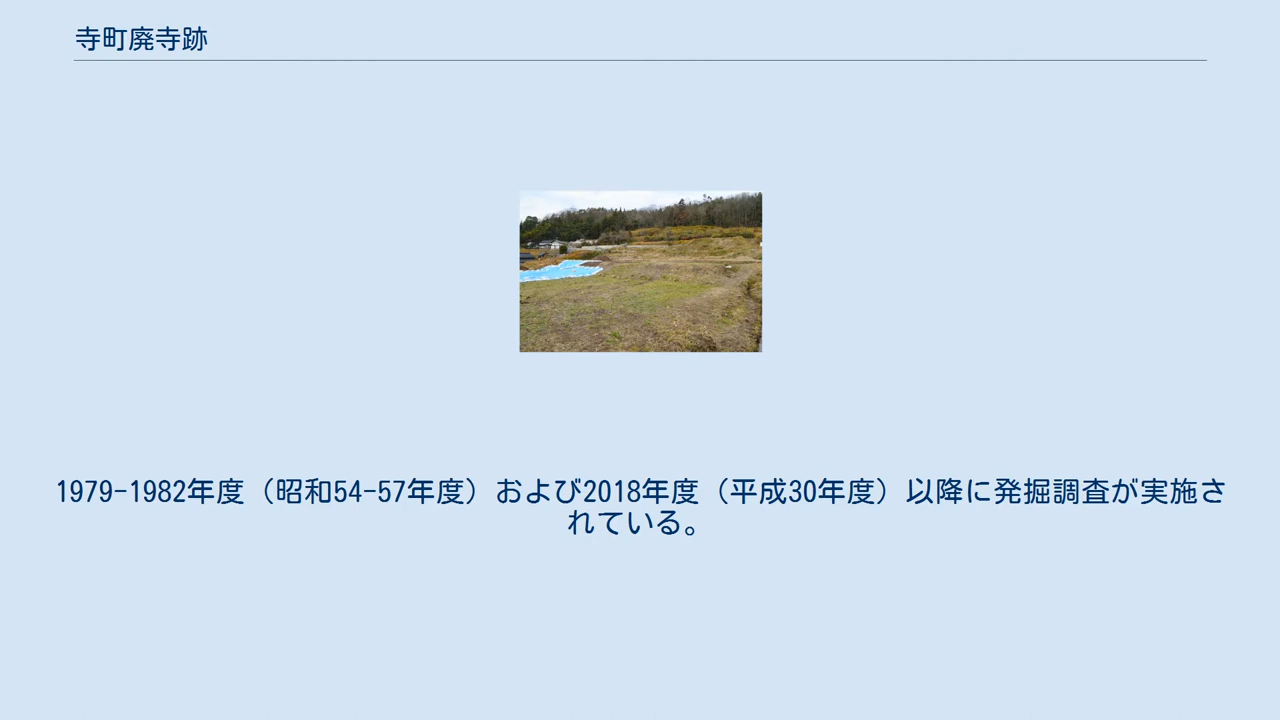 寺町廃寺跡
1979-1982年度（昭和54-57年度）および2018年度（平成30年度）以降に発掘調査が実施さ
れている。